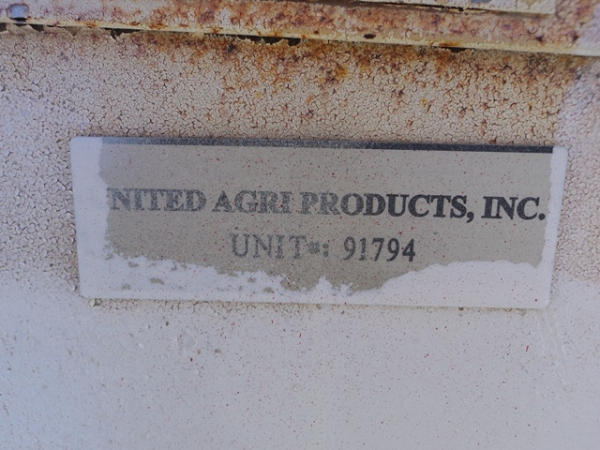 NITED AGRI PRODUCTS, INC.
UNIT#: 91794